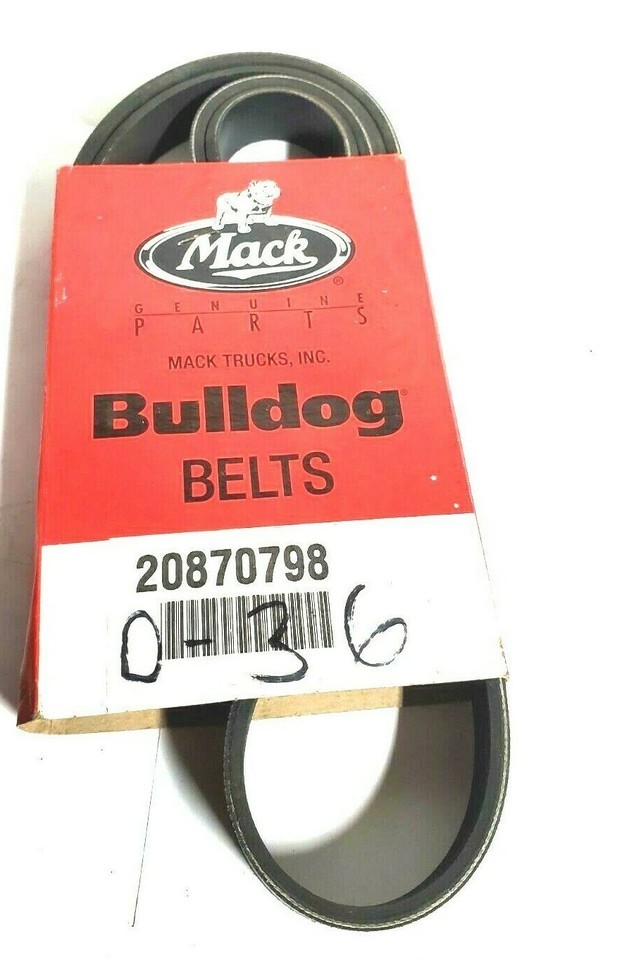 Mack®
GENUINE
PARTS
MACK TRUCKS, INC.
Bulldog®
BELTS
20870798
0-36